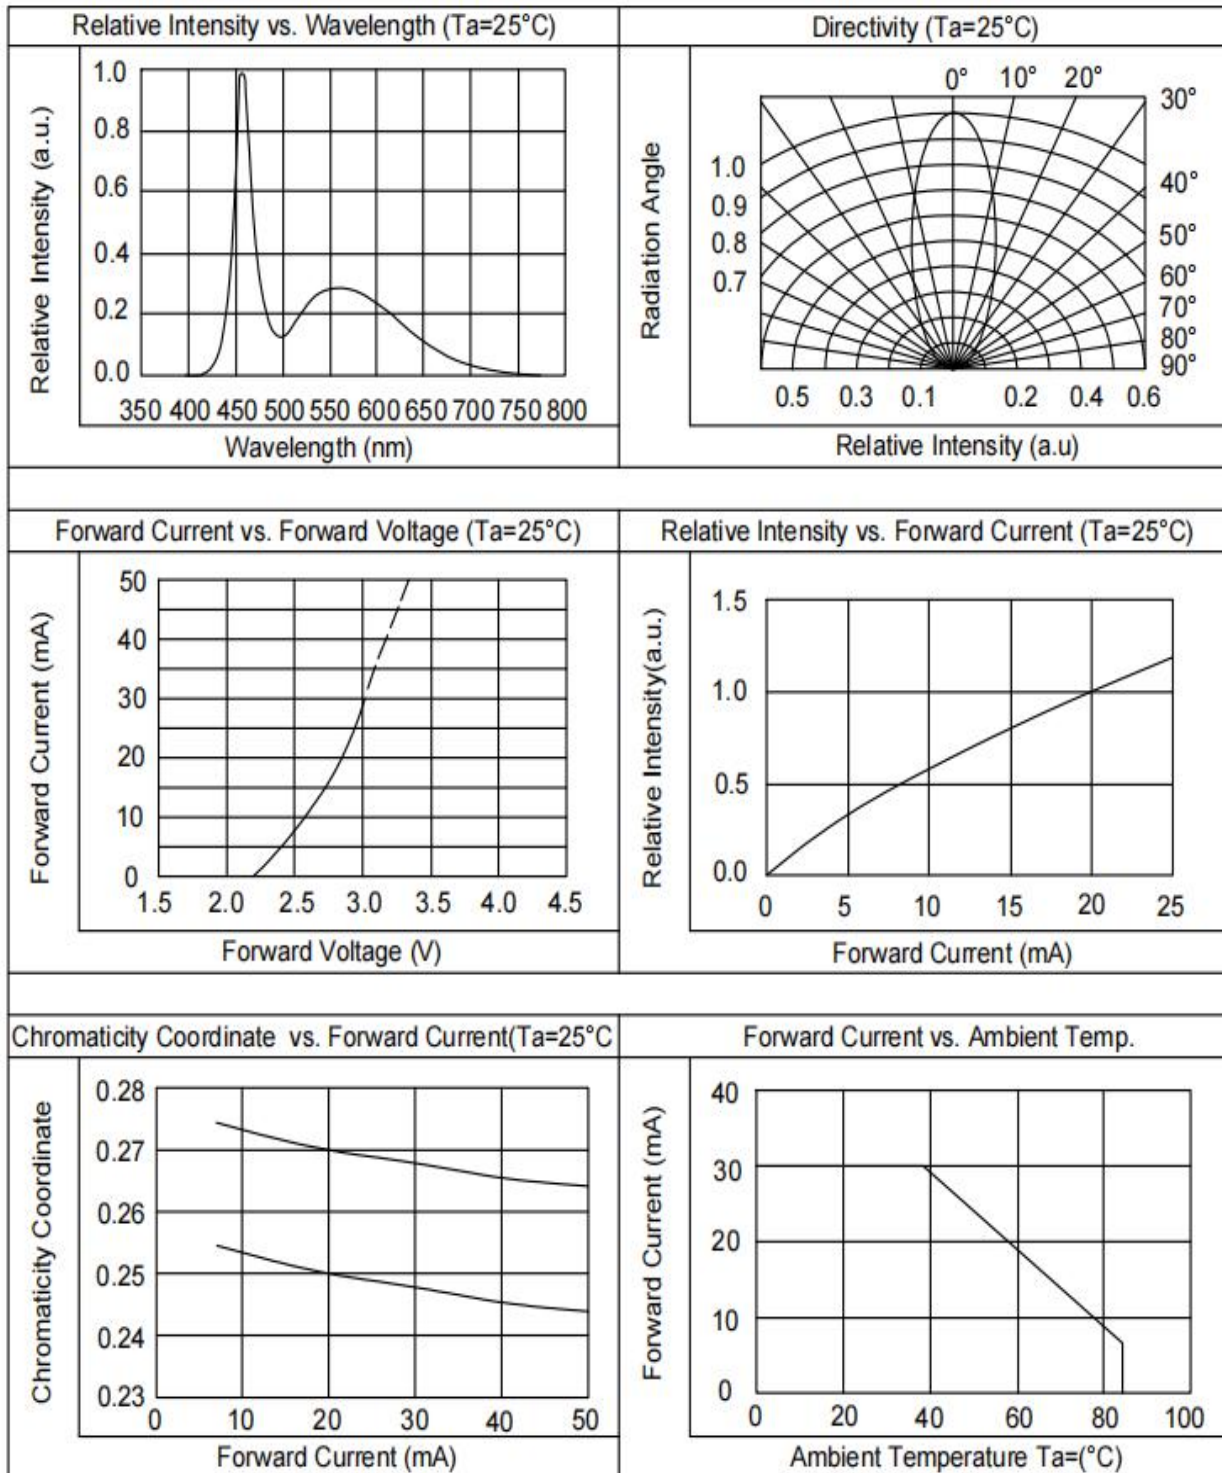 Relative Intensity vs. Wavelength (Ta=25°C)
Relative Intensity (a.u.)
1.0
0.8
0.6
0.4
0.2
0.0
350 400 450 500 550 600 650 700 750 800
Wavelength (nm)
Directivity (Ta=25°C)
Radiation Angle
0° 10° 20°
30°
40°
50°
60°
70°
80°
90°
1.0
0.9
0.8
0.7
0.5 0.3 0.1 0.2 0.4 0.6
Relative Intensity (a.u)
Forward Current vs. Forward Voltage (Ta=25°C)
Forward Current (mA)
50
40
30
20
10
0
1.5 2.0 2.5 3.0 3.5 4.0 4.5
Forward Voltage (V)
Relative Intensity vs. Forward Current (Ta=25°C)
Relative Intensity(a.u.)
1.5
1.0
0.5
0.0
0 5 10 15 20 25
Forward Current (mA)
Chromaticity Coordinate vs. Forward Current(Ta=25°C
Chromaticity Coordinate
0.28
0.27
0.26
0.25
0.24
0.23
0 10 20 30 40 50
Forward Current (mA)
Forward Current vs. Ambient Temp.
Forward Current (mA)
40
30
20
10
0
0 20 40 60 80 100
Ambient Temperature Ta=(°C)